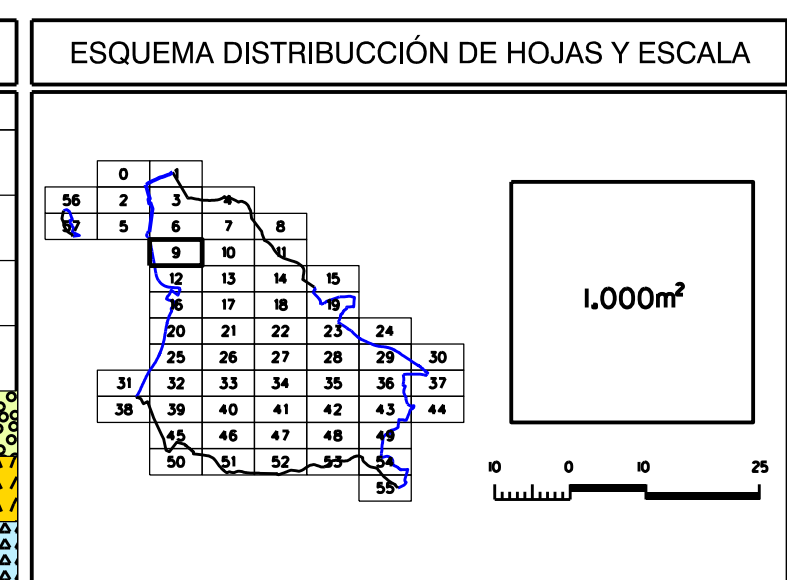 ESQUEMA DISTRIBUCCIÓN DE HOJAS Y ESCALA
0 1
56 2 3 4
57 5 6 7 8
9 10 11
12 13 14 15
16 17 18 19
20 21 22 23 24
25 26 27 28 29 30
31 32 33 34 35 36 37
38 39 40 41 42 43 44
45 46 47 48 49
50 51 52 53 54
55
1.000m²
10 0 10 25